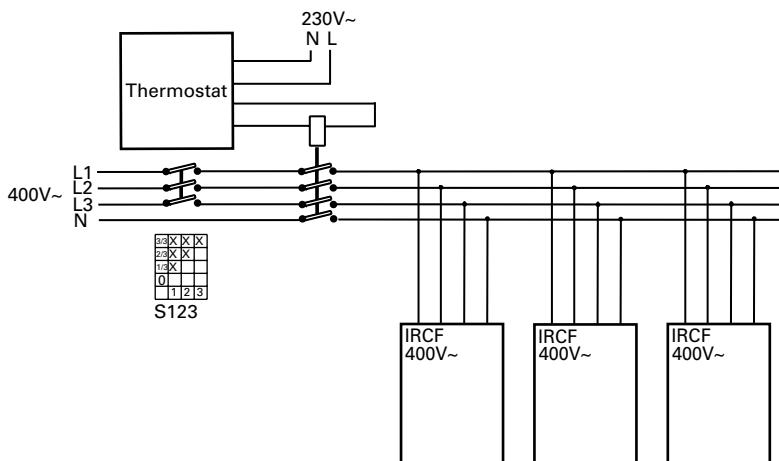 230V~
N L
Thermostat
L1
L2
400V~
L3
N
3/3 X X X
2/3 X X
1/3 X
0
1 2 3
S123
IRCF
400V~
IRCF
400V~
IRCF
400V~